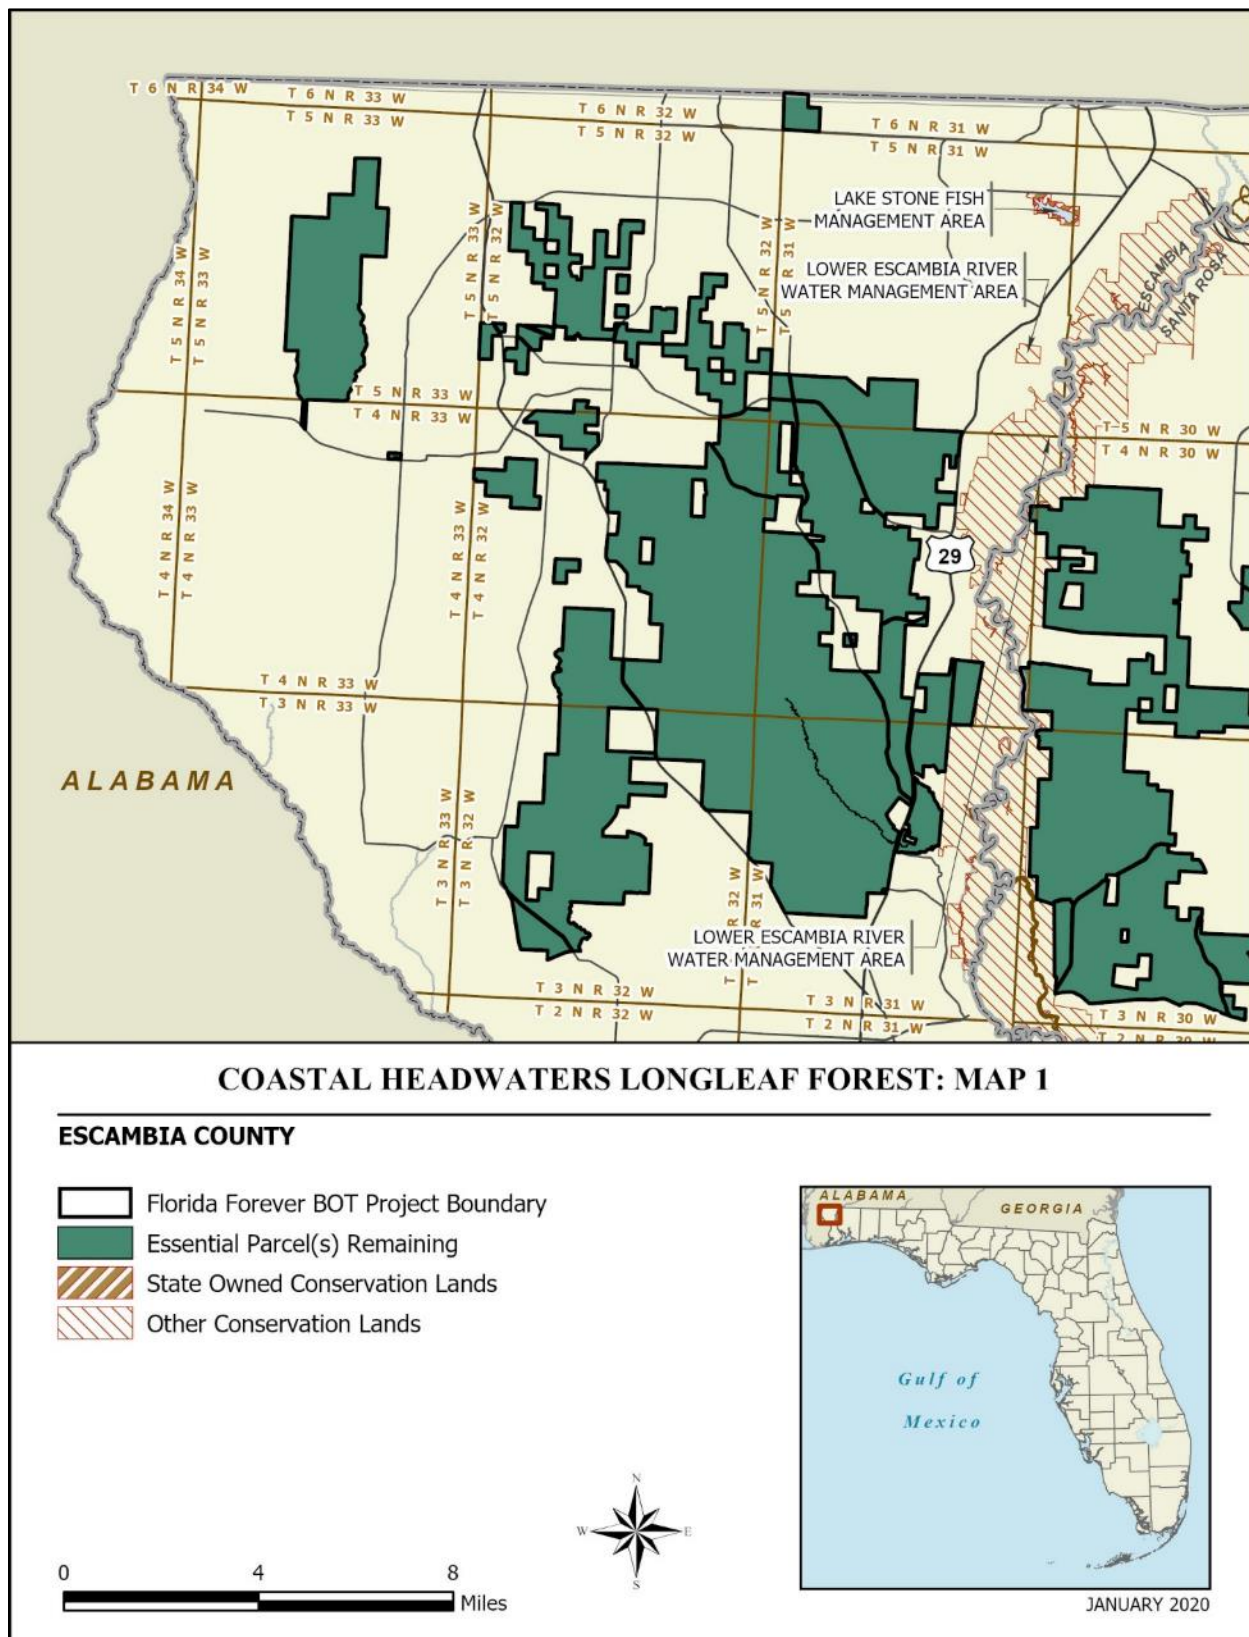 T 6 N R 34 W
T 6 N R 33 W
T 5 N R 33 W
T 6 N R 32 W
T 5 N R 32 W
T 6 N R 31 W
T 5 N R 31 W
LAKE STONE FISH
MANAGEMENT AREA
LOWER ESCAMBIA RIVER
WATER MANAGEMENT AREA
ESCAMBIA
SANTA ROSA
T 5 N R 34 W
T 5 N R 33 W
T 5 N R 33 W
T 5 N R 32 W
T 5 N R 32 W
T 5 N R 31 W
T 5 N R 33 W
T 4 N R 33 W
T 5 N R 30 W
T 4 N R 30 W
T 4 N R 34 W
T 4 N R 33 W
T 4 N R 33 W
T 4 N R 32 W
29
T 4 N R 33 W
T 3 N R 33 W
ALABAMA
T 3 N R 33 W
T 3 N R 32 W
R 32 W
R 31 W
LOWER ESCAMBIA RIVER
WATER MANAGEMENT AREA
T 3 N R 32 W
T 2 N R 32 W
T 3 N R 31 W
T 2 N R 31 W
T 3 N R 30 W
T 2 N R 30 W
COASTAL HEADWATERS LONGLEAF FOREST: MAP 1
ESCAMBIA COUNTY
Florida Forever BOT Project Boundary
Essential Parcel(s) Remaining
State Owned Conservation Lands
Other Conservation Lands
ALABAMA
GEORGIA
Gulf of
Mexico
N
W E
S
0 4 8
Miles
JANUARY 2020